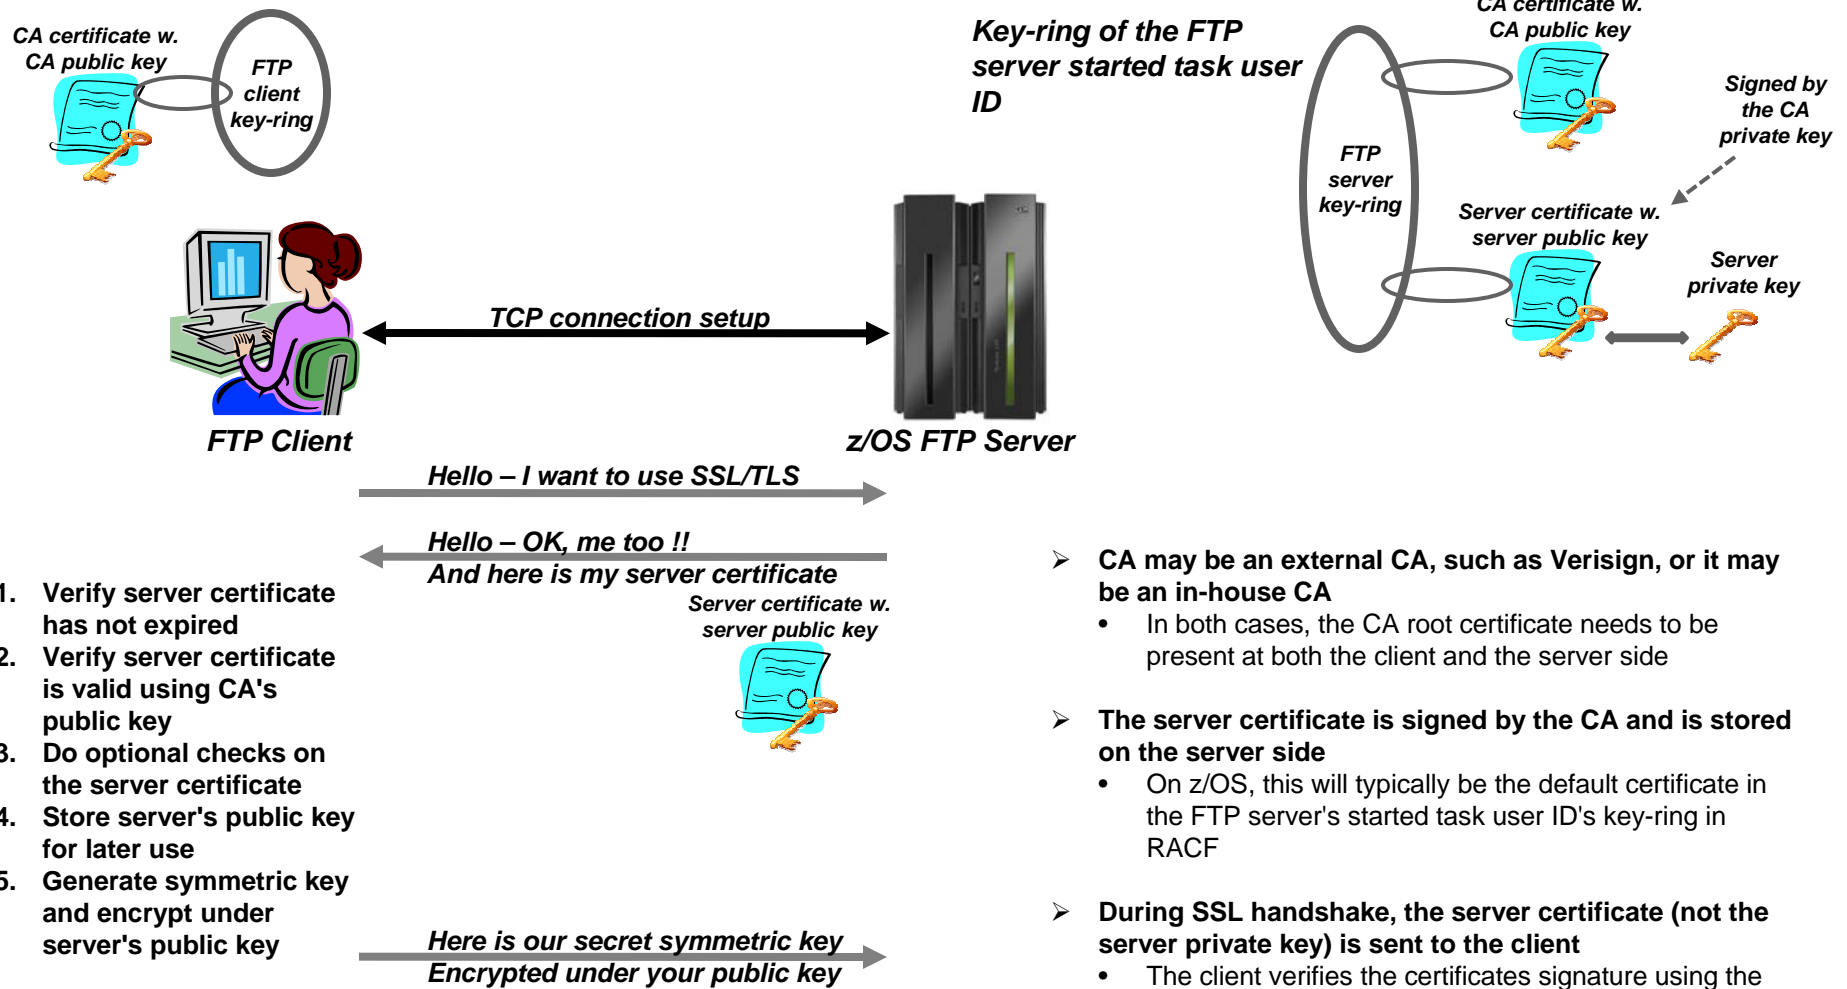 CA certificate w.
CA public key
FTP
client
key-ring
Key-ring of the FTP
server started task user
ID
CA certificate w.
CA public key
Signed by
the CA
private key
FTP
server
key-ring
Server certificate w.
server public key
Server
private key
TCP connection setup
FTP Client
z/OS FTP Server
Hello – I want to use SSL/TLS
Hello – OK, me too !!
And here is my server certificate
Server certificate w.
server public key
1. Verify server certificate
has not expired
2. Verify server certificate
is valid using CA's
public key
3. Do optional checks on
the server certificate
4. Store server's public key
for later use
5. Generate symmetric key
and encrypt under
server's public key
Here is our secret symmetric key
Encrypted under your public key
➢ CA may be an external CA, such as Verisign, or it may
be an in-house CA
• In both cases, the CA root certificate needs to be
present at both the client and the server side
➢ The server certificate is signed by the CA and is stored
on the server side
• On z/OS, this will typically be the default certificate in
the FTP server's started task user ID's key-ring in
RACF
➢ During SSL handshake, the server certificate (not the
server private key) is sent to the client
• The client verifies the certificates signature using the